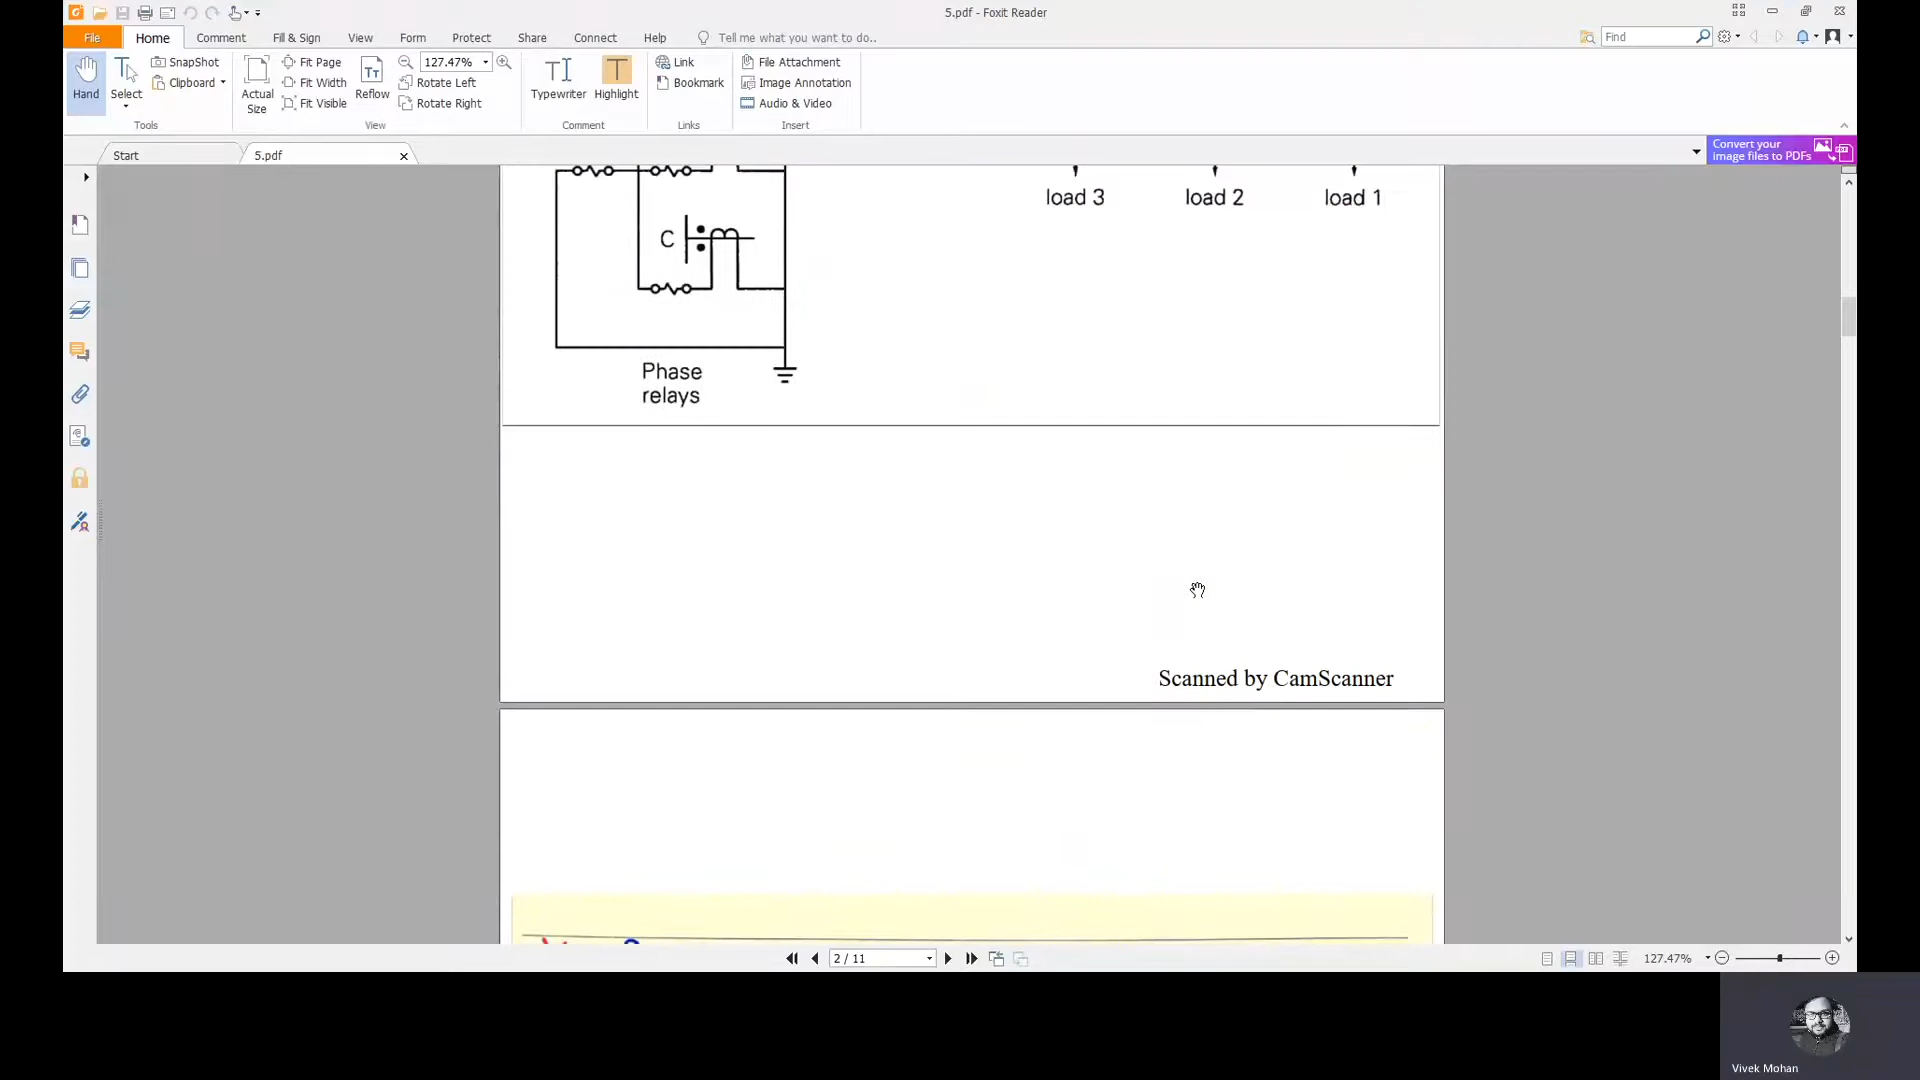 5.pdf - Foxit Reader
File
Home
Comment
Fill & Sign
View
Form
Protect
Share
Connect
Help
Tell me what you want to do..
Find
Hand
Select
SnapShot
Clipboard
Tools
Actual
Size
Fit Page
Fit Width
Fit Visible
Reflow
127.47%
Rotate Left
Rotate Right
View
Typewriter
Highlight
Comment
Link
Bookmark
Links
File Attachment
Image Annotation
Audio & Video
Insert
Start
5.pdf
Convert your
image files to PDFs
load 3
load 2
load 1
C
Phase
relays
Scanned by CamScanner
2 / 11
127.47%
Vivek Mohan